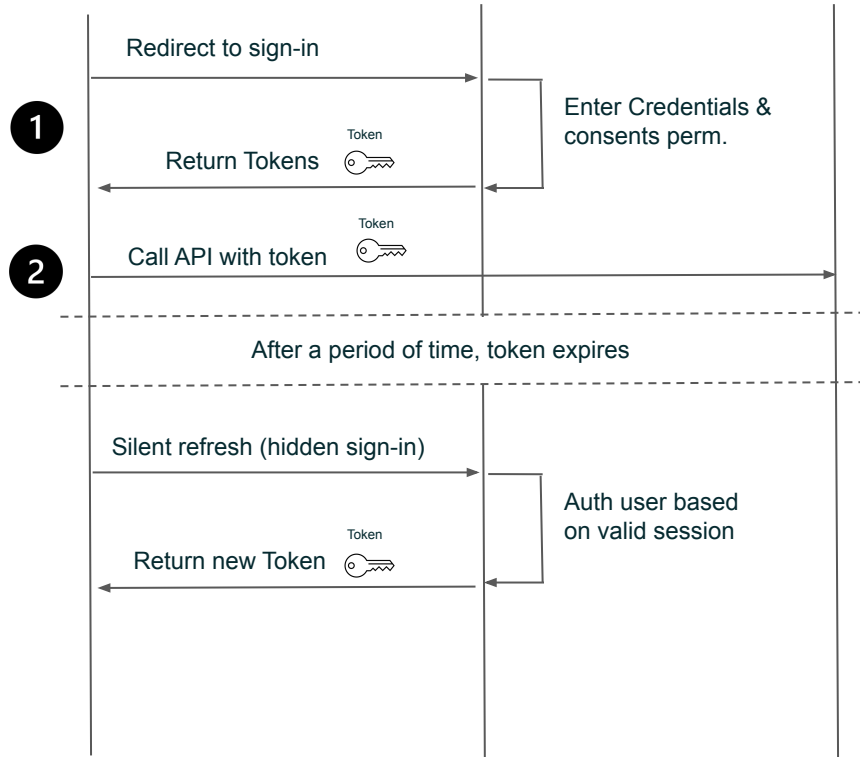 Redirect to sign-in
Enter Credentials &
consents perm.
1
Token
Return Tokens
Token
Call API with token
2
After a period of time, token expires
Silent refresh (hidden sign-in)
Auth user based
on valid session
Token
Return new Token